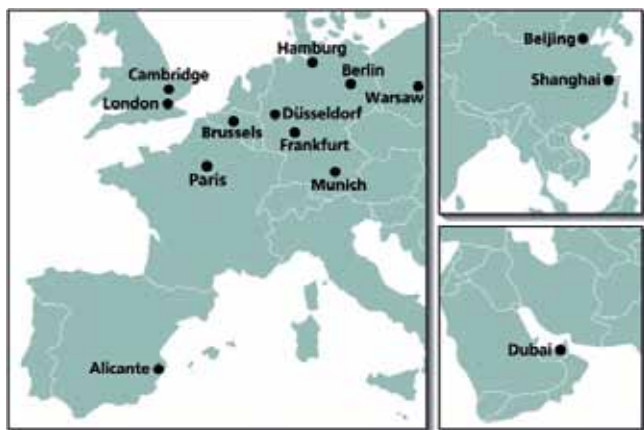 Hamburg
Cambridge
Berlin
London
Warsaw
Düsseldorf
Brussels
Frankfurt
Paris
Munich
Alicante
Beijing
Shanghai
Dubai